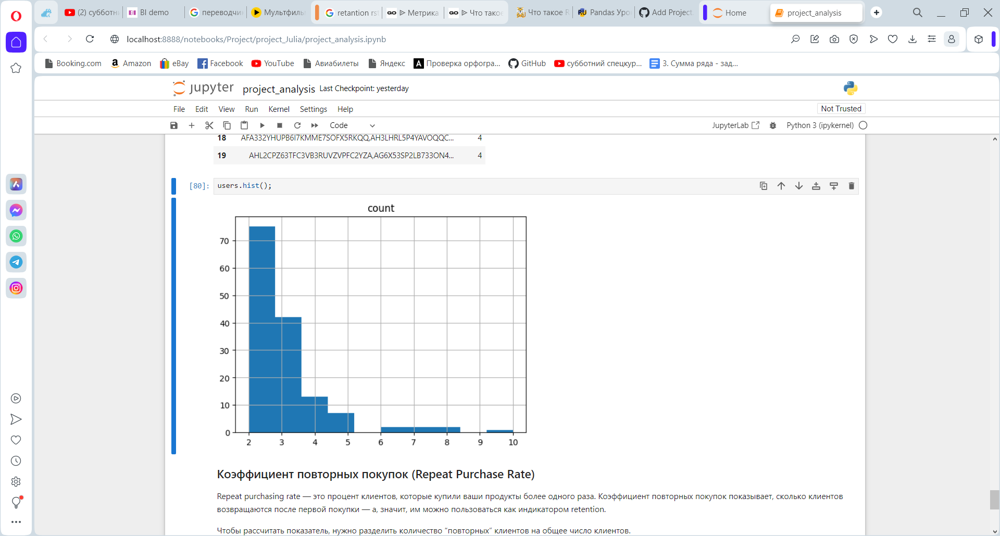 (2) субботн
BI demo
переводчи
Мультфиль
retantion rs
Метрика
Что такое
Что такое R
Pandas Уро
Add Project.
Home
project_analysis
localhost:8888/notebooks/Project/project_Julia/project_analysis.ipynb
Booking.com Amazon eBay Facebook YouTube Авиабилеты Яндекс Проверка орфогра... GitHub субботний спецкур... 3. Сумма ряда - зад...
jupyter project_analysis Last Checkpoint: yesterday
File Edit View Run Kernel Settings Help Not Trusted
Code JupyterLab Python 3 (ipykernel)
18 AFA332YHUPB6I7KMME7SOFX5RKQQ,AH3LHRL5P4YAVOQQC... 4
19 AHL2CPZ63TFC3VB3RUVZVPFC2YZA,AG6X53SP2LB733ON4... 4
[80]: users.hist();
count
70
60
50
40
30
20
10
0
2 3 4 5 6 7 8 9 10
Коэффициент повторных покупок (Repeat Purchase Rate)
Repeat purchasing rate — это процент клиентов, которые купили ваши продукты более одного раза. Коэффициент повторных покупок показывает, сколько клиентов
возвращаются после первой покупки — а, значит, им можно пользоваться как индикатором retention.
Чтобы рассчитать показатель, нужно разделить количество “повторных” клиентов на общее число клиентов.